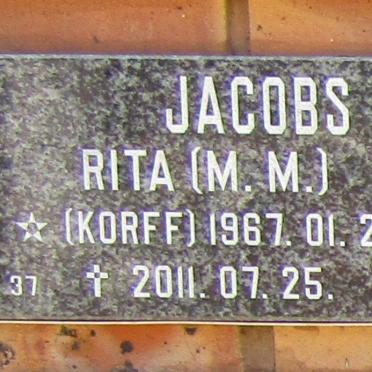 JACOBS
RITA (M. M.)
(KORFF) 1967. 01. 2
37 2011. 07. 25.